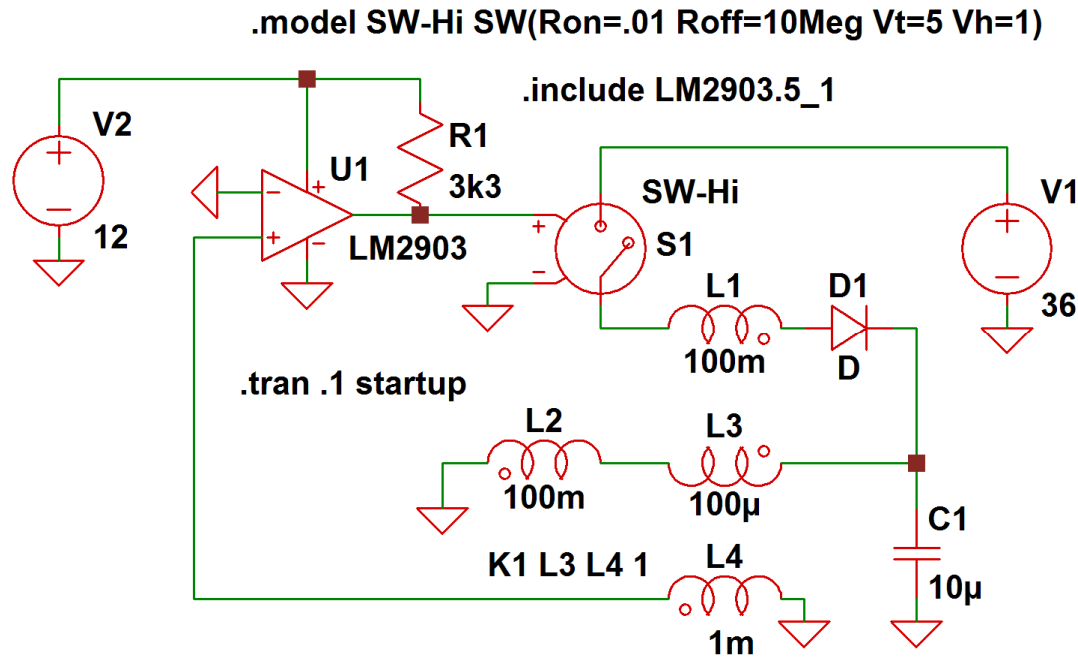 .model SW-Hi SW(Ron=.01 Roff=10Meg Vt=5 Vh=1)
.include LM2903.5_1
V2
+
−
12
R1
3k3
U1
−
+
+
−
LM2903
SW-Hi
S1
+
−
V1
+
−
36
L1
100m
D1
D
.tran .1 startup
L2
100m
L3
100µ
C1
10µ
K1 L3 L4 1
L4
1m